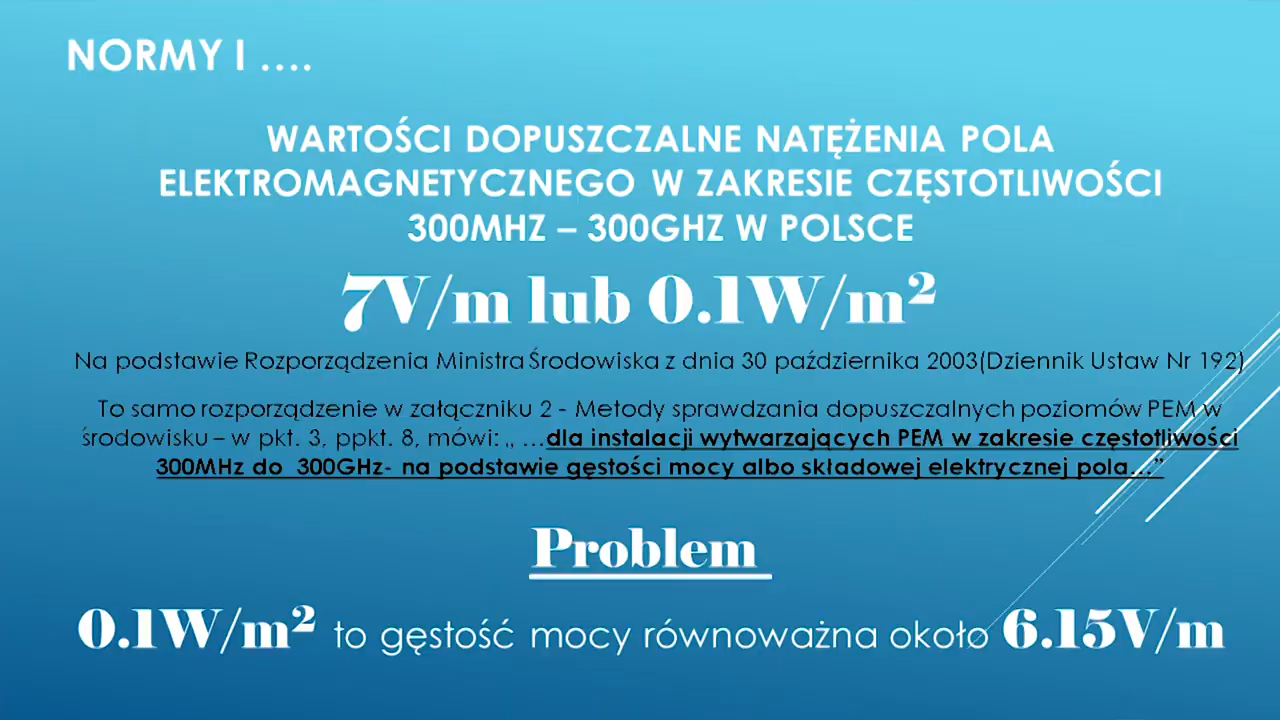 NORMY I ....
WARTOŚCI DOPUSZCZALNE NATĘŻENIA POLA
ELEKTROMAGNETYCZNEGO W ZAKRESIE CZĘSTOTLIWOŚCI
300MHZ – 300GHZ W POLSCE
7V/m lub 0.1W/m²
Na podstawie Rozporządzenia Ministra Środowiska z dnia 30 października 2003(Dziennik Ustaw Nr 192)
To samo rozporządzenie w załączniku 2 - Metody sprawdzania dopuszczalnych poziomów PEM w
środowisku – w pkt. 3, ppkt. 8, mówi: „ ...dla instalacji wytwarzających PEM w zakresie częstotliwości
300MHz do 300GHz- na podstawie gęstości mocy albo składowej elektrycznej pola...”
Problem
0.1W/m² to gęstość mocy równoważna około 6.15V/m